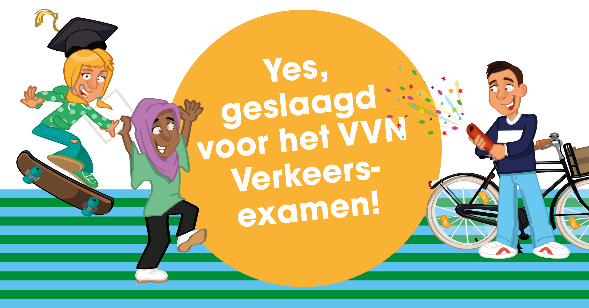 Yes,
geslaagd
voor het VVN
Verkeers-
examen!